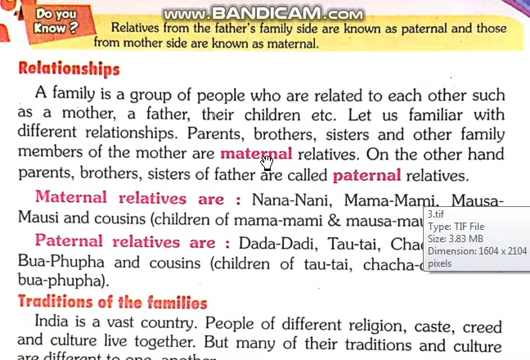 www.BANDICAM.com
Do you
Know ?
Relatives from the father's family side are known as paternal and those
from mother side are known as maternal.
Relationships
A family is a group of people who are related to each other such
as a mother, a father, their children etc. Let us familiar with
different relationships. Parents, brothers, sisters and other family
members of the mother are maternal relatives. On the other hand
parents, brothers, sisters of father are called paternal relatives.
Maternal relatives are : Nana-Nani, Mama-Mami, Mausa-
Mausi and cousins (children of mama-mami & mausa-mau
3.tif
Type: TIF File
Size: 3.83 MB
Dimension: 1604 x 2104
pixels
Paternal relatives are : Dada-Dadi, Tau-tai, Cha
Bua-Phupha and cousins (children of tau-tai, chacha-
bua-phupha).
Traditions of the families
India is a vast country. People of different religion, caste, creed
and culture live together. But many of their traditions and culture
are different to one another